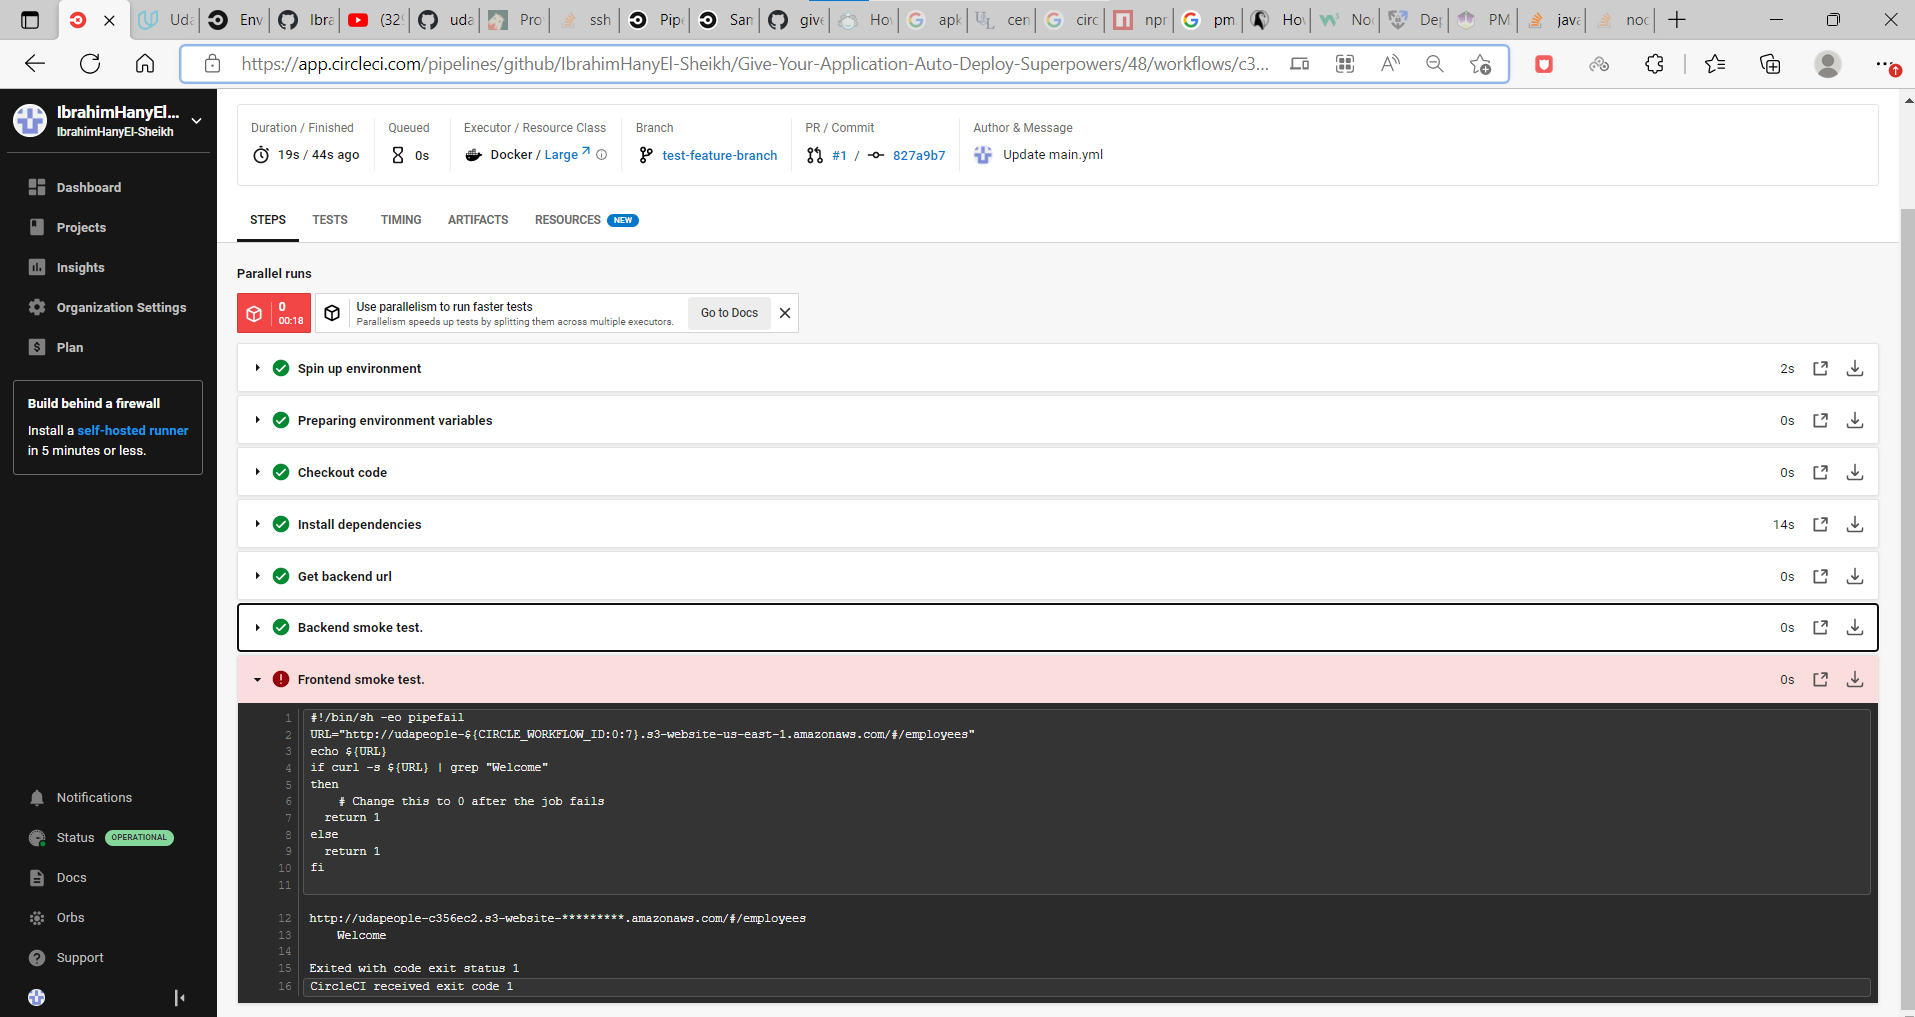 Uda
Env
Ibra
(329
uda
Pro
ssh
Pipe
San
give
Hov
apk
cen
circ
npr
pm
Hov
Noc
Dep
PM
java
noc
https://app.circleci.com/pipelines/github/IbrahimHanyEl-Sheikh/Give-Your-Application-Auto-Deploy-Superpowers/48/workflows/c3...
IbrahimHanyEl...
IbrahimHanyEl-Sheikh
Dashboard
Projects
Insights
Organization Settings
Plan
Build behind a firewall
Install a self-hosted runner
in 5 minutes or less.
Notifications
Status OPERATIONAL
Docs
Orbs
Support
Duration / Finished
19s / 44s ago
Queued
0s
Executor / Resource Class
Docker / Large
Branch
test-feature-branch
PR / Commit
#1 / 827a9b7
Author & Message
Update main.yml
STEPS TESTS TIMING ARTIFACTS RESOURCES NEW
Parallel runs
0
00:18
Use parallelism to run faster tests
Parallelism speeds up tests by splitting them across multiple executors.
Go to Docs
Spin up environment 2s
Preparing environment variables 0s
Checkout code 0s
Install dependencies 14s
Get backend url 0s
Backend smoke test. 0s
Frontend smoke test. 0s
1 #!/bin/sh -eo pipefail
2 URL="http://udapeople-${CIRCLE_WORKFLOW_ID:0:7}.s3-website-us-east-1.amazonaws.com/#/employees"
3 echo ${URL}
4 if curl -s ${URL} | grep "Welcome"
5 then
6 # Change this to 0 after the job fails
7 return 1
8 else
9 return 1
10 fi
11
12 http://udapeople-c356ec2.s3-website-*********.amazonaws.com/#/employees
13 Welcome
14
15 Exited with code exit status 1
16 CircleCI received exit code 1